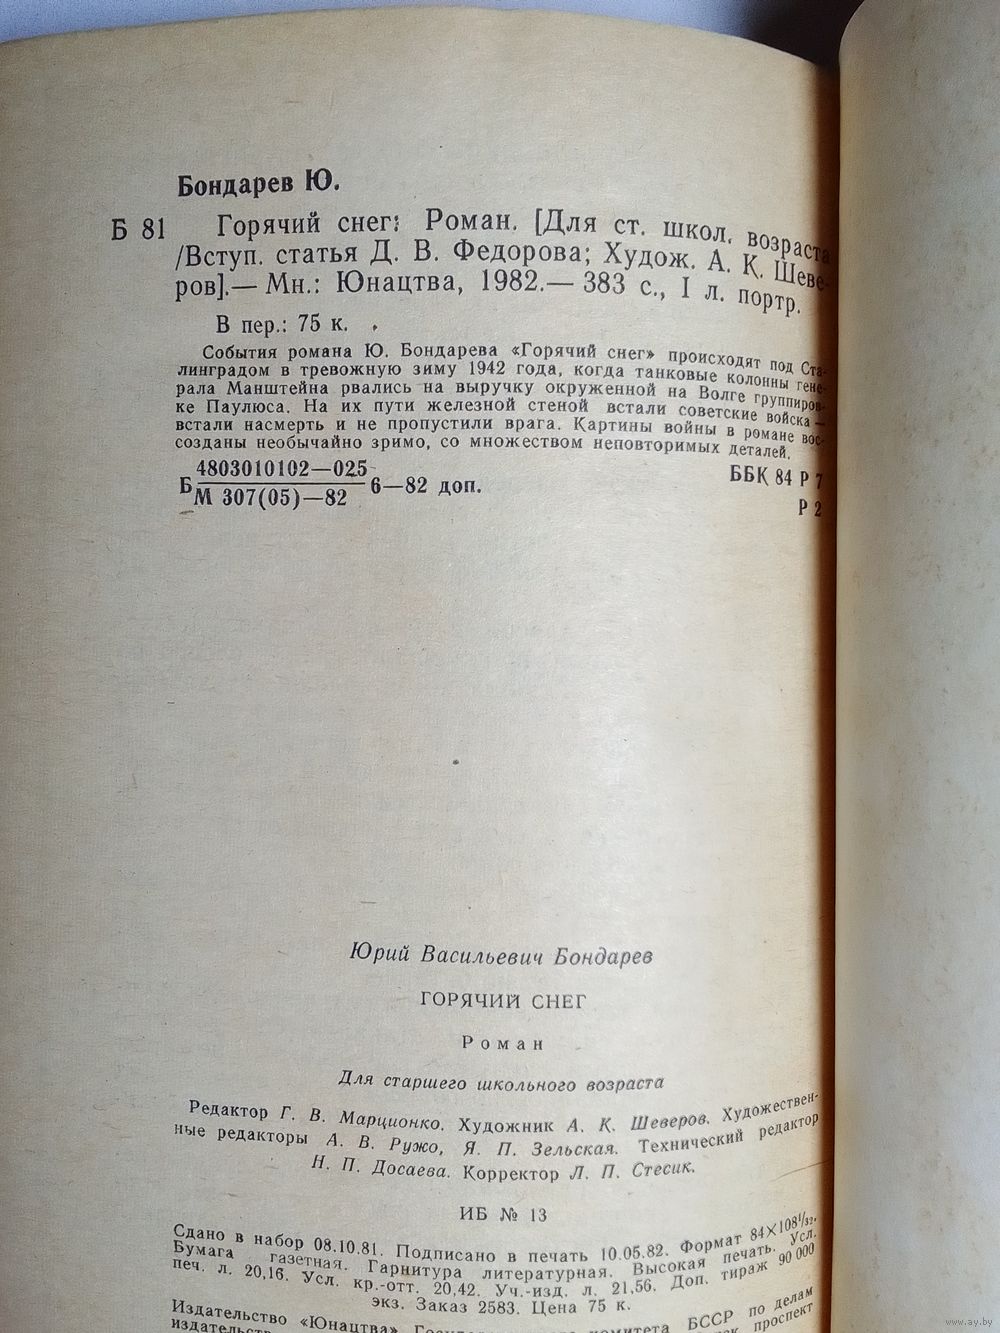 Бондарев Ю.
Б 81 Горячий снег: Роман. [Для ст. школ. возраста
/Вступ. статья Д. В. Федорова; Худож. А. К. Шеве-
ров].— Мн.: Юнацтва, 1982.— 383 с., 1 л. портр.
В пер.: 75 к.
События романа Ю. Бондарева «Горячий снег» происходят под Ста-
линградом в тревожную зиму 1942 года, когда танковые колонны гене-
рала Манштейна рвались на выручку окруженной на Волге группиров-
ке Паулюса. На их пути железной стеной встали советские войска —
встали насмерть и не пропустили врага. Картины войны в романе вос-
созданы необычайно зримо, со множеством неповторимых деталей.
Б 4803010102—025 6—82 доп. ББК 84 Р 7
М 307(05)—82 Р 2
Юрий Васильевич Бондарев
ГОРЯЧИЙ СНЕГ
Роман
Для старшего школьного возраста
Редактор Г. В. Марционко. Художник А. К. Шеверов. Художествен-
ные редакторы А. В. Ружо, Я. П. Зельская. Технический редактор
Н. П. Досаева. Корректор Л. П. Стесик.
ИБ № 13
Сдано в набор 08.10.81. Подписано в печать 10.05.82. Формат 84×108¹/₃₂.
Бумага газетная. Гарнитура литературная. Высокая печать. Усл.
печ. л. 20,16. Усл. кр.-отт. 20,42. Уч.-изд. л. 21,56. Доп. тираж 90 000
экз. Заказ 2583. Цена 75 к.
Издательство «Юнацтва» комитета БССР по делам
издательств проспект
www.ay.by